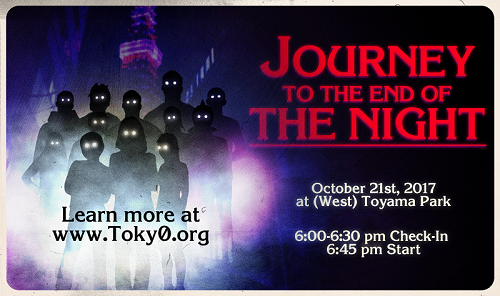 JOURNEY
TO THE END OF
THE NIGHT
October 21st, 2017
at (West) Toyama Park
6:00-6:30 pm Check-In
6:45 pm Start
Learn more at
www.Toky0.org